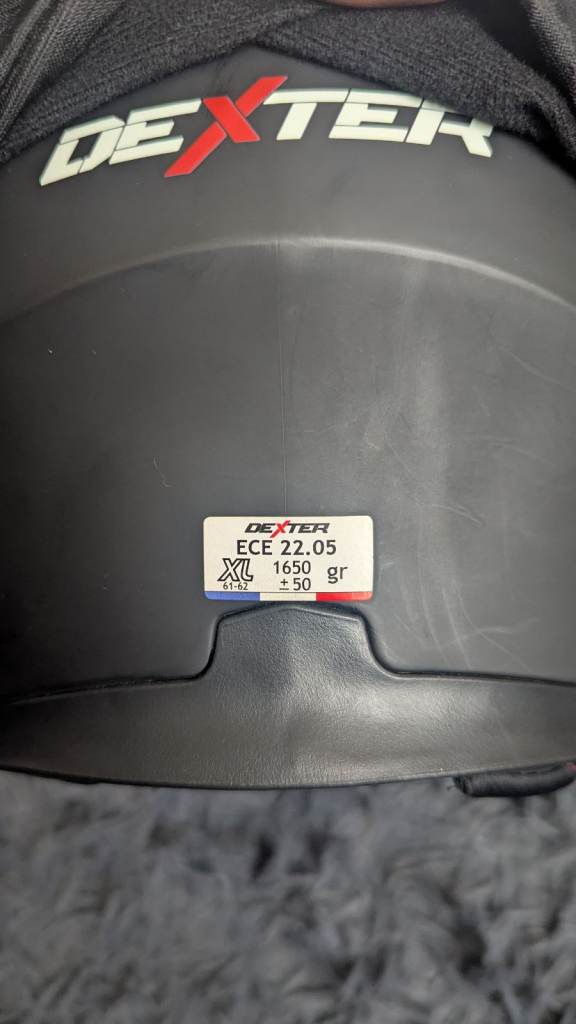 DEXTER
DEXTER
ECE 22.05
XL 1650 gr
61-62 ±50